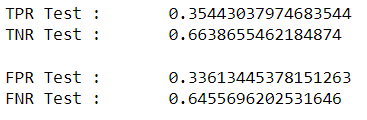 TPR Test :       0.35443037974683544
TNR Test :       0.6638655462184874
FPR Test :       0.33613445378151263
FNR Test :       0.6455696202531646